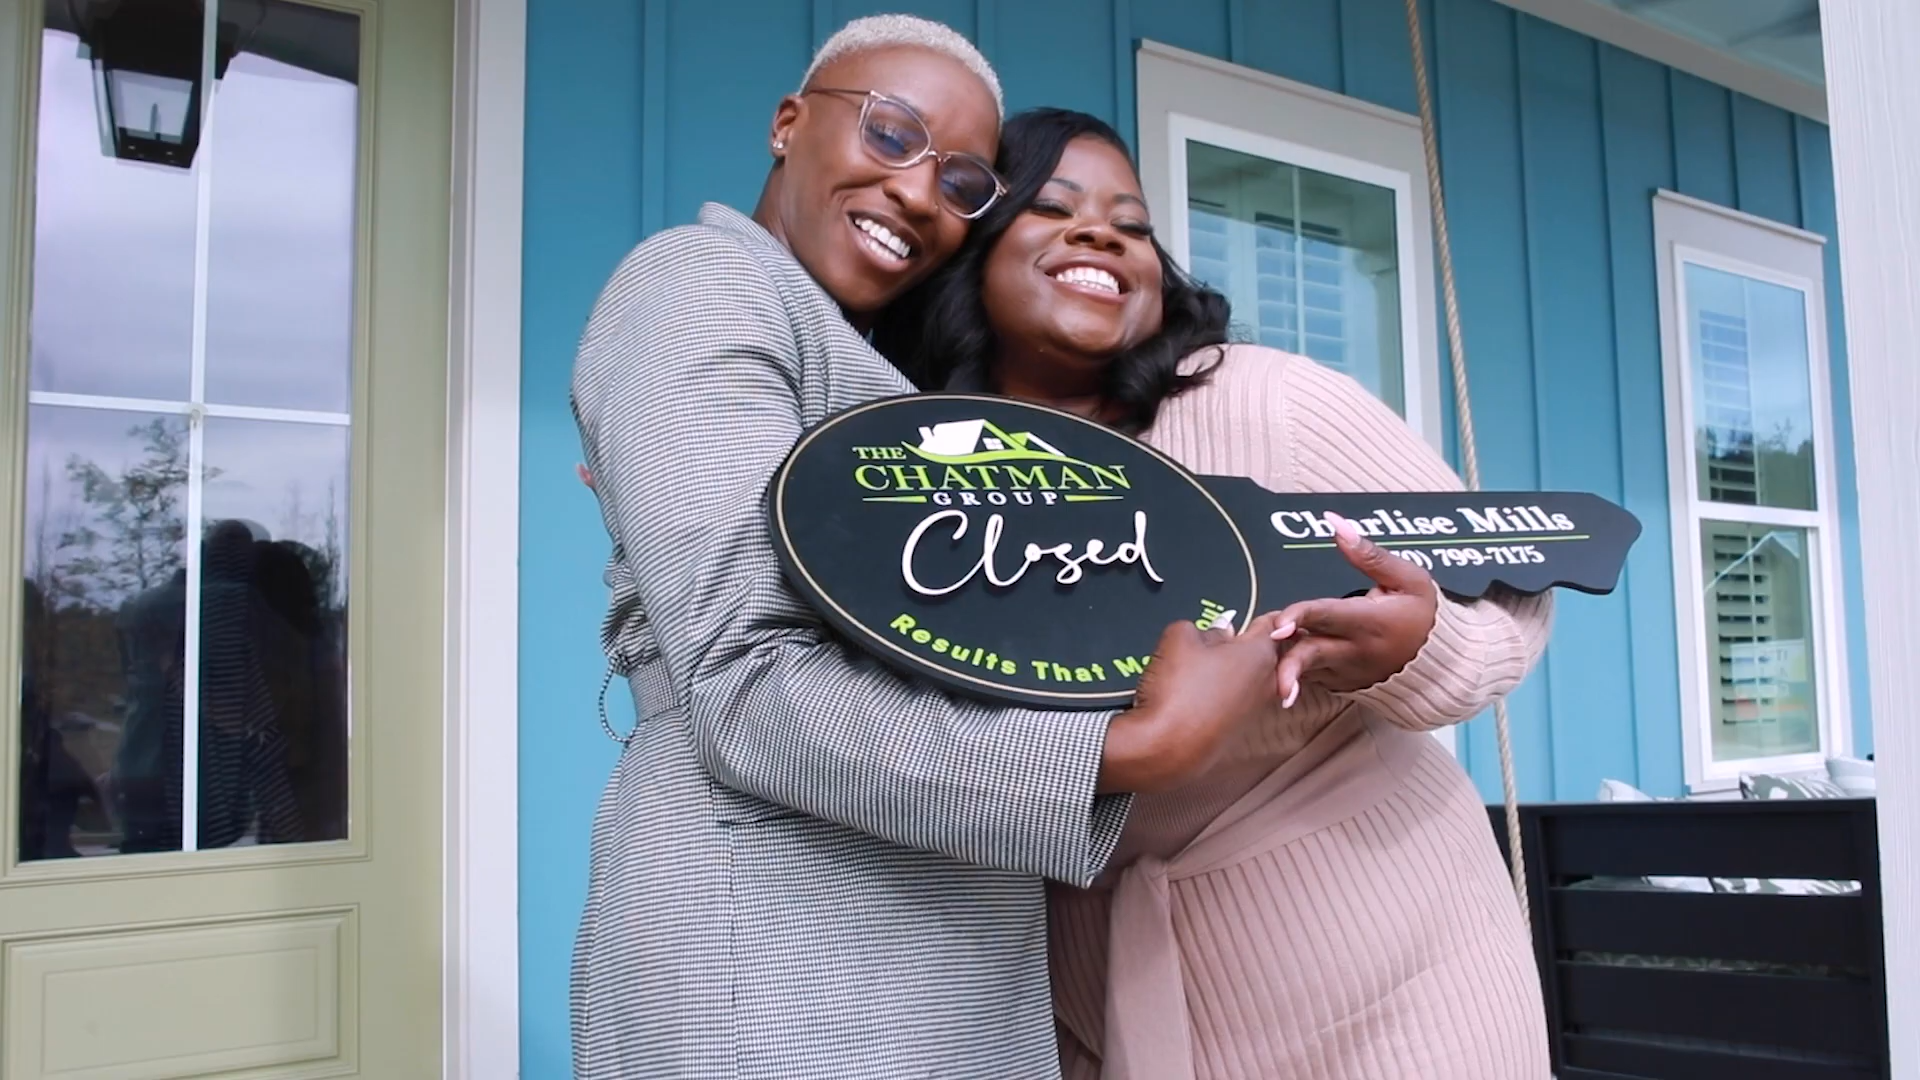 THE
CHATMAN
GROUP
Closed
Results That
Charlise Mills
799-7175